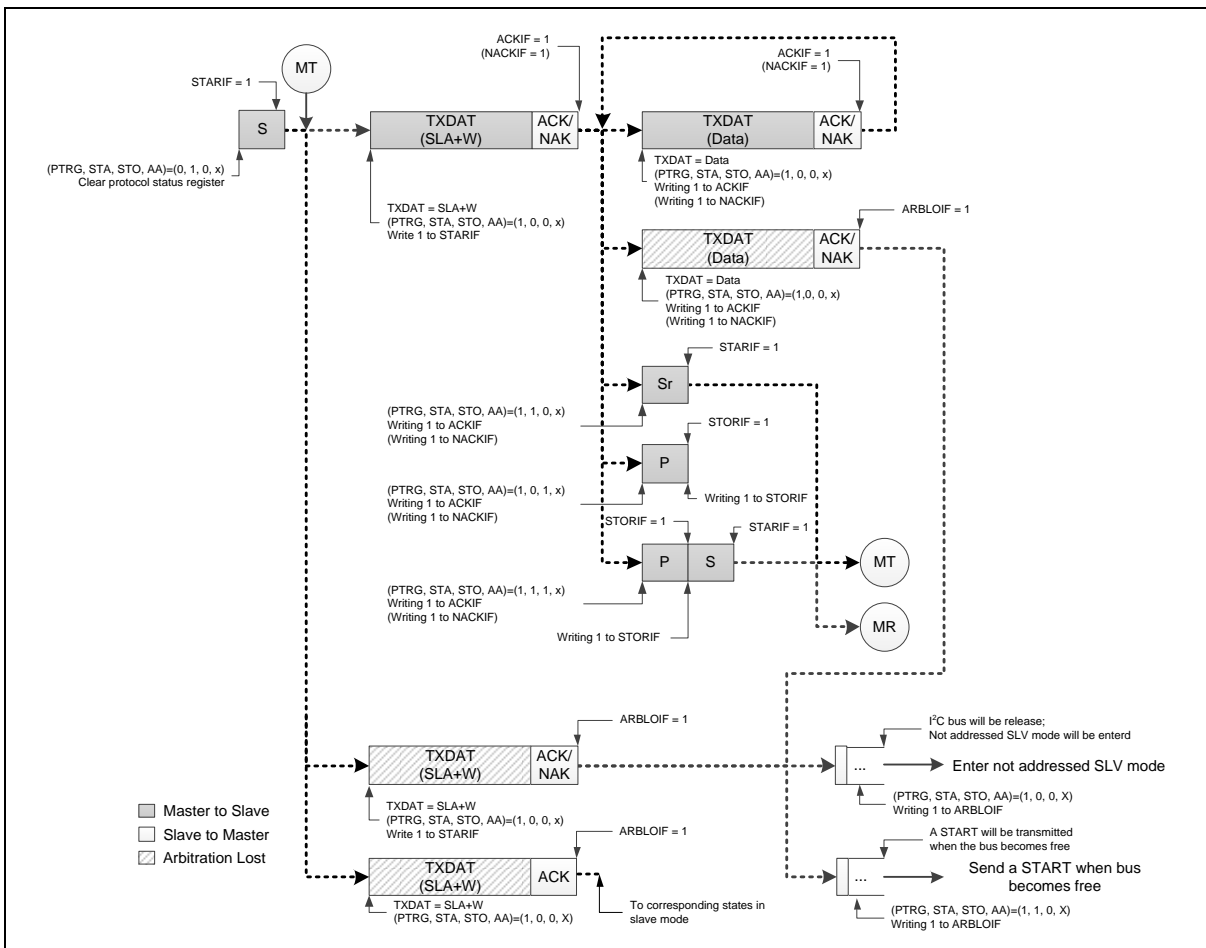 ACKIF = 1
(NACKIF = 1)
ACKIF = 1
(NACKIF = 1)
MT
STARIF = 1
S
TXDAT
(SLA+W)
ACK/
NAK
TXDAT
(Data)
ACK/
NAK
(PTRG, STA, STO, AA)=(0, 1, 0, x)
Clear protocol status register
TXDAT = Data
(PTRG, STA, STO, AA)=(1, 0, 0, x)
Writing 1 to ACKIF
(Writing 1 to NACKIF)
TXDAT = SLA+W
(PTRG, STA, STO, AA)=(1, 0, 0, x)
Write 1 to STARIF
ARBLOIF = 1
TXDAT
(Data)
ACK/
NAK
TXDAT = Data
(PTRG, STA, STO, AA)=(1,0, 0, x)
Writing 1 to ACKIF
(Writing 1 to NACKIF)
STARIF = 1
Sr
(PTRG, STA, STO, AA)=(1, 1, 0, x)
Writing 1 to ACKIF
(Writing 1 to NACKIF)
STORIF = 1
P
(PTRG, STA, STO, AA)=(1, 0, 1, x)
Writing 1 to ACKIF
(Writing 1 to NACKIF)
Writing 1 to STORIF
STORIF = 1
STARIF = 1
P
S
MT
(PTRG, STA, STO, AA)=(1, 1, 1, x)
Writing 1 to ACKIF
(Writing 1 to NACKIF)
MR
Writing 1 to STORIF
ARBLOIF = 1
I²C bus will be release;
Not addressed SLV mode will be enterd
TXDAT
(SLA+W)
ACK/
NAK
...
Enter not addressed SLV mode
TXDAT = SLA+W
(PTRG, STA, STO, AA)=(1, 0, 0, x)
Write 1 to STARIF
(PTRG, STA, STO, AA)=(1, 0, 0, X)
Writing 1 to ARBLOIF
Master to Slave
Slave to Master
Arbitration Lost
ARBLOIF = 1
A START will be transmitted
when the bus becomes free
TXDAT
(SLA+W)
ACK
...
Send a START when bus
becomes free
TXDAT = SLA+W
(PTRG, STA, STO, AA)=(1, 0, 0, X)
To corresponding states in
slave mode
(PTRG, STA, STO, AA)=(1, 1, 0, X)
Writing 1 to ARBLOIF